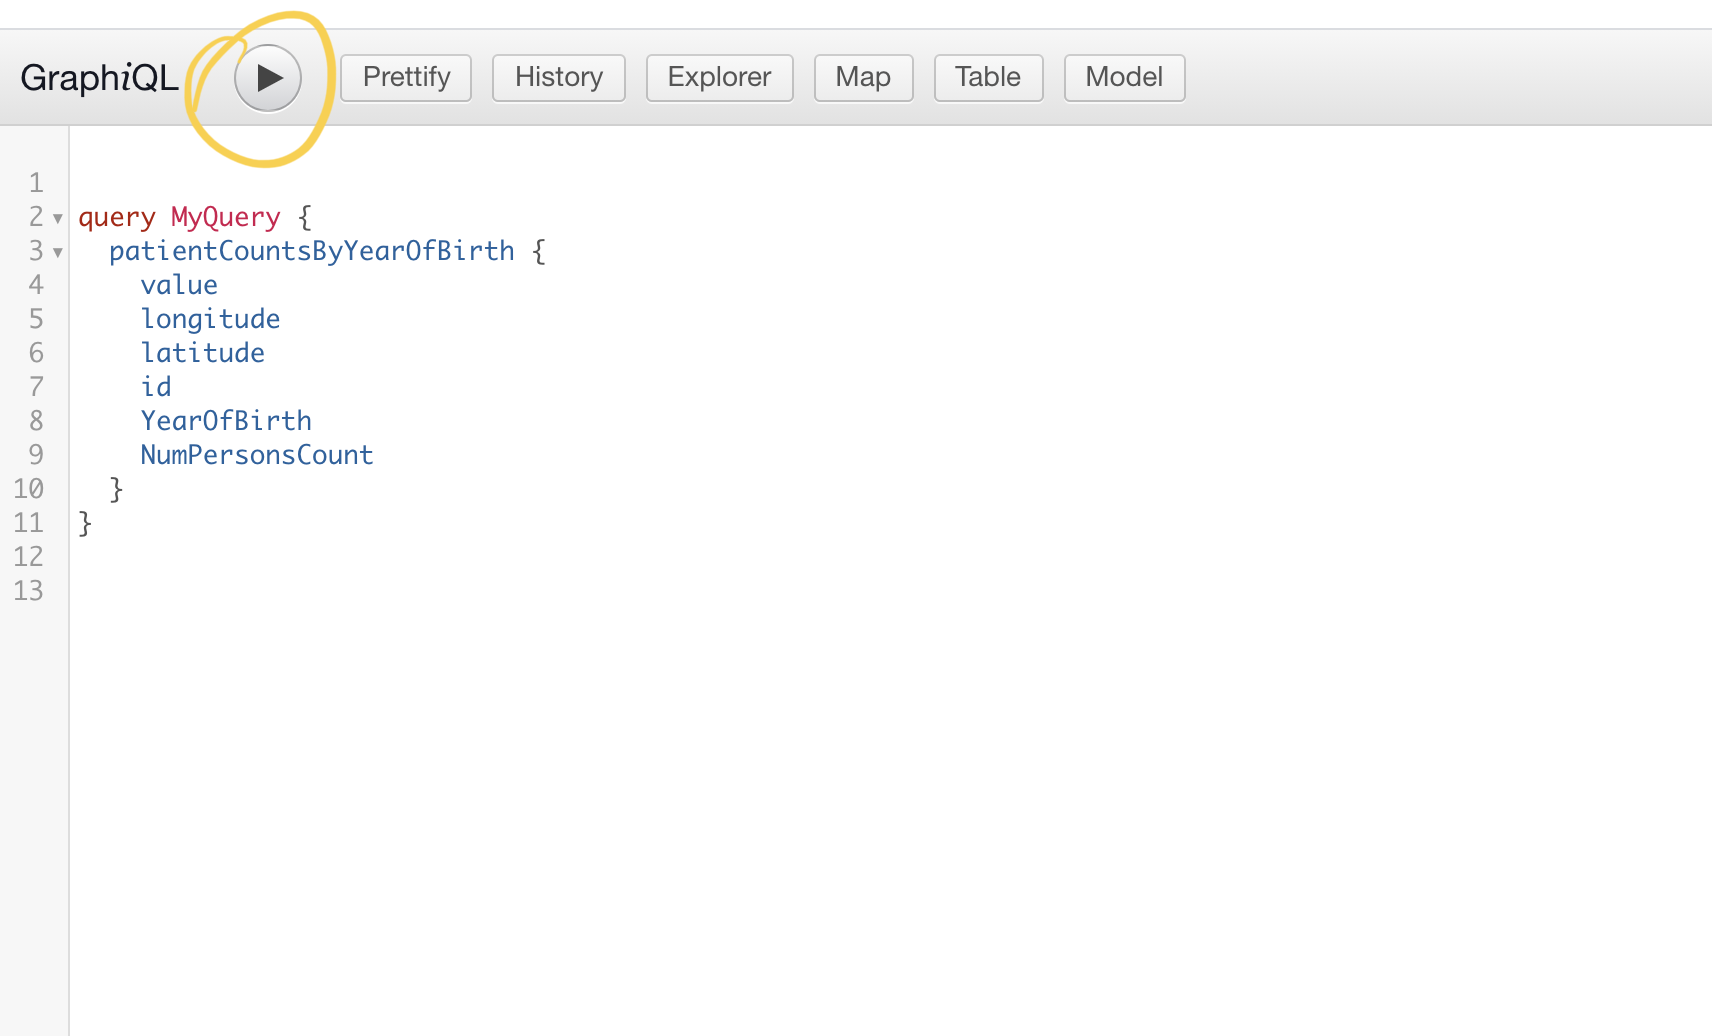 GraphiQL Prettify History Explorer Map Table Model
1
2 query MyQuery {
3 patientCountsByYearOfBirth {
4 value
5 longitude
6 latitude
7 id
8 YearOfBirth
9 NumPersonsCount
10 }
11 }
12
13